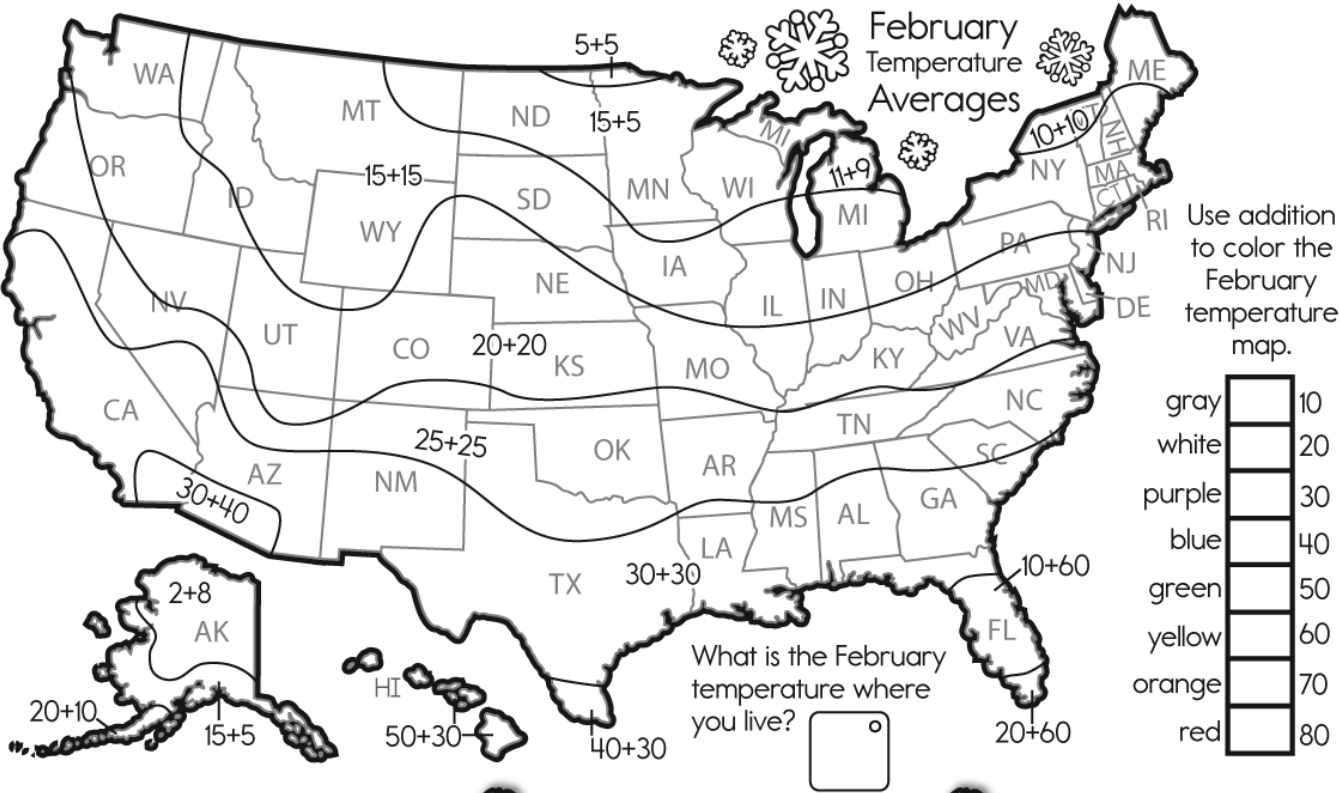 February
Temperature
Averages
5+5
WA
MT
ND
15+5
MI
ME
VT
NH
10+10
OR
ID
15+15
SD
MN
WI
11+9
MI
NY
MA
CT
RI
WY
IA
PA
NJ
NE
OH
MD
DE
NV
UT
CO
20+20
KS
IL
IN
WV
VA
MO
KY
CA
NC
TN
25+25
OK
AR
SC
AZ
NM
30+40
MS
AL
GA
LA
TX
30+30
10+60
FL
20+60
2+8
AK
20+10
15+5
HI
50+30
40+30
What is the February
temperature where
you live?
Use addition
to color the
February
temperature
map.
gray 10
white 20
purple 30
blue 40
green 50
yellow 60
orange 70
red 80